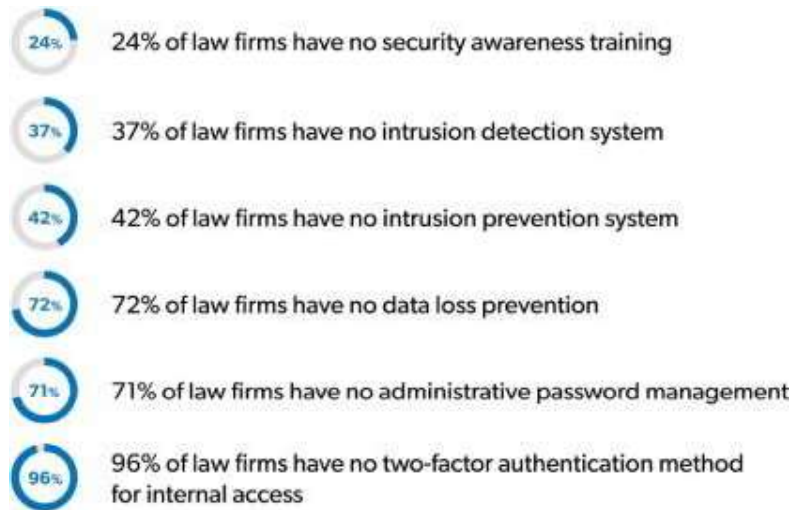 24%
24% of law firms have no security awareness training
37%
37% of law firms have no intrusion detection system
42%
42% of law firms have no intrusion prevention system
72%
72% of law firms have no data loss prevention
71%
71% of law firms have no administrative password management
96%
96% of law firms have no two-factor authentication method
for internal access